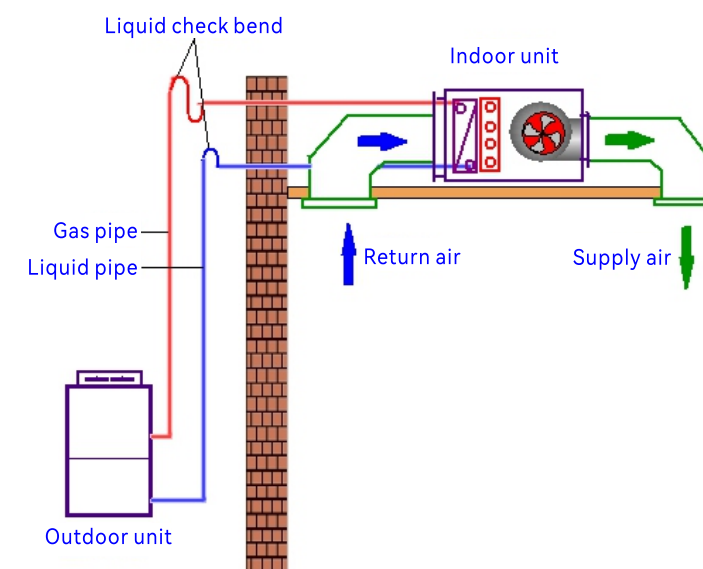 Liquid check bend
Indoor unit
Gas pipe
Return air
Supply air
Liquid pipe
Outdoor unit